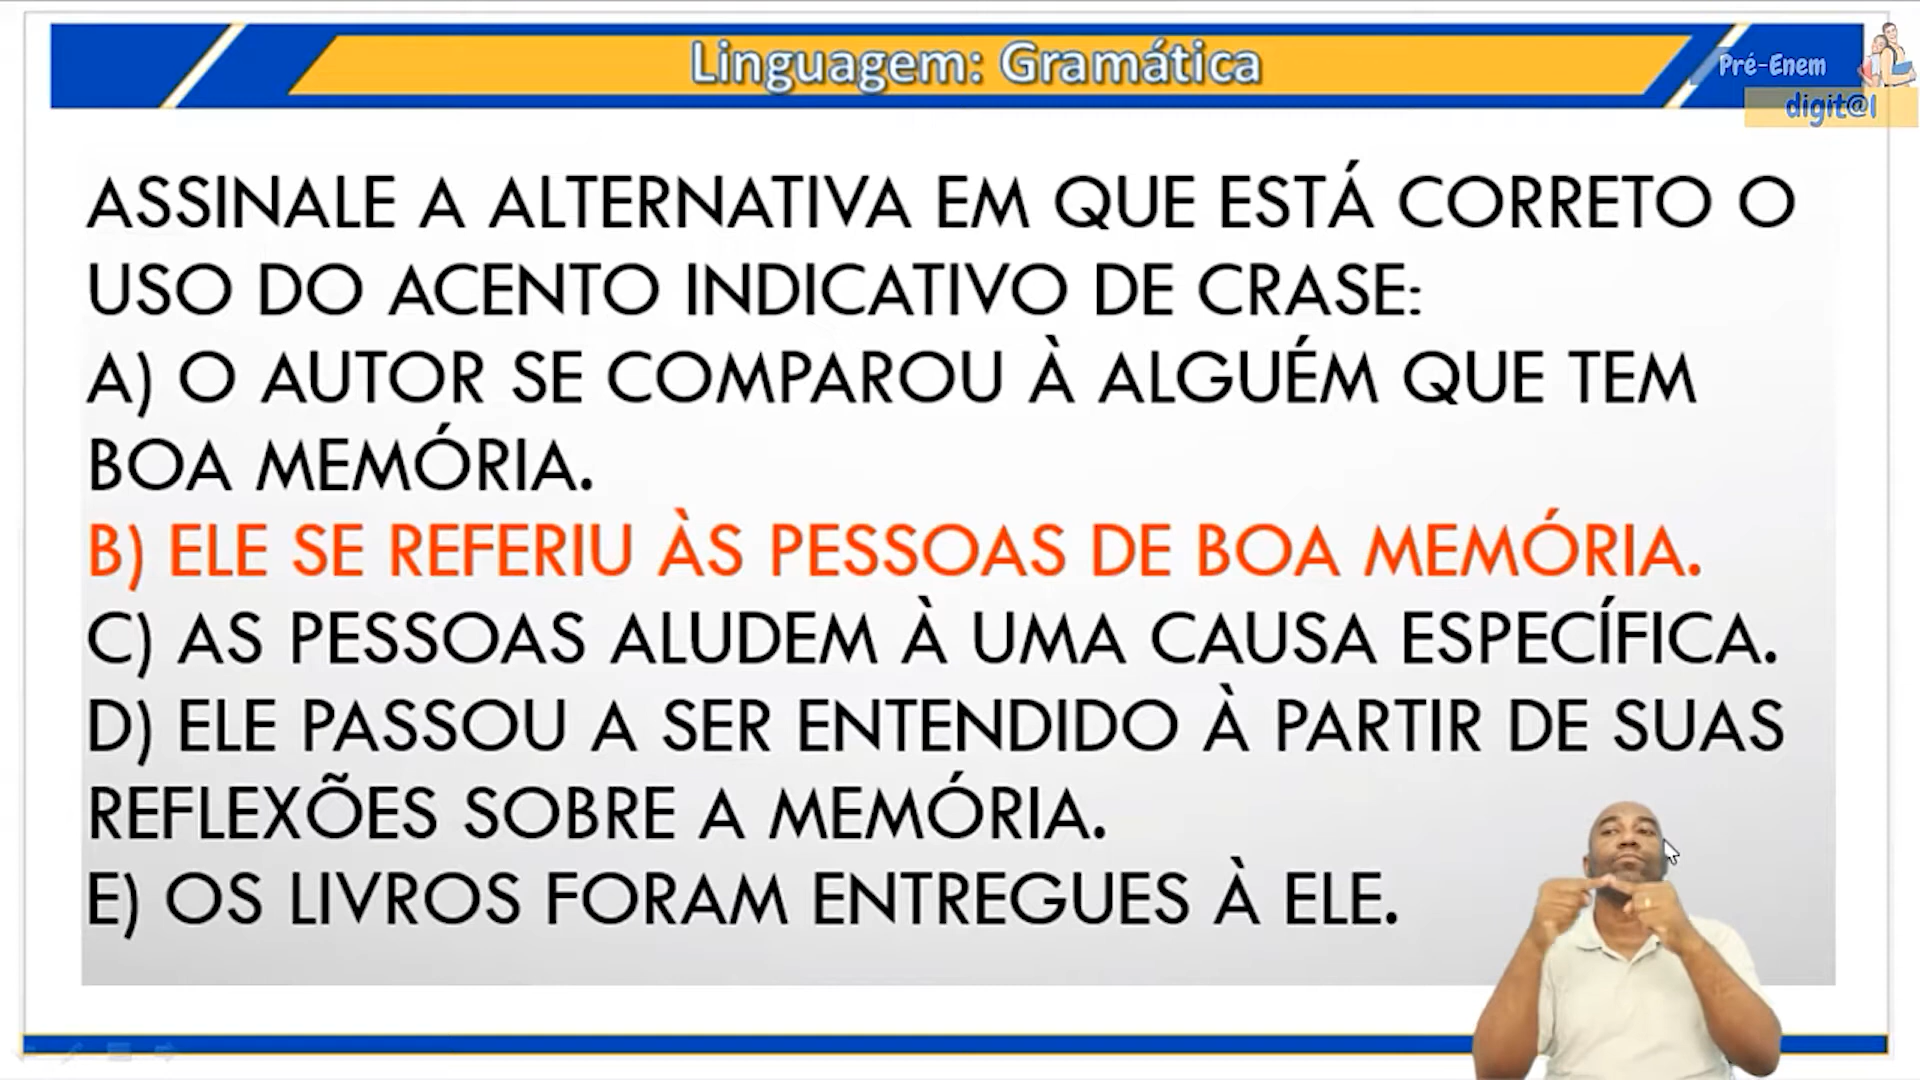 Linguagem: Gramática
Pré-Enem
digit@l
ASSINALE A ALTERNATIVA EM QUE ESTÁ CORRETO O
USO DO ACENTO INDICATIVO DE CRASE:
A) O AUTOR SE COMPAROU À ALGUÉM QUE TEM
BOA MEMÓRIA.
B) ELE SE REFERIU ÀS PESSOAS DE BOA MEMÓRIA.
C) AS PESSOAS ALUDEM À UMA CAUSA ESPECÍFICA.
D) ELE PASSOU A SER ENTENDIDO À PARTIR DE SUAS
REFLEXÕES SOBRE A MEMÓRIA.
E) OS LIVROS FORAM ENTREGUES À ELE.